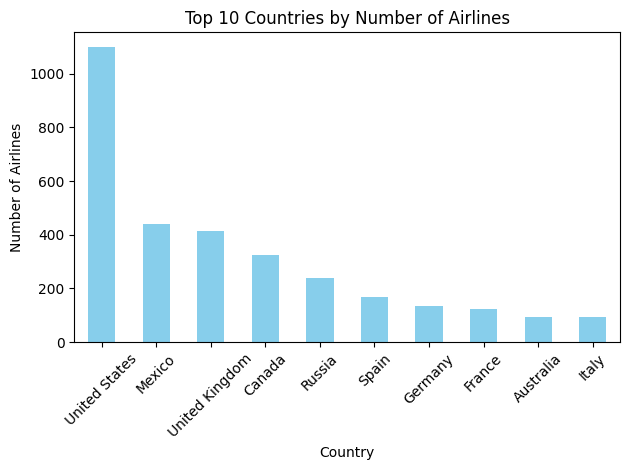 Top 10 Countries by Number of Airlines
Number of Airlines
1000
800
600
400
200
0
United States
Mexico
United Kingdom
Canada
Russia
Spain
Germany
France
Australia
Italy
Country